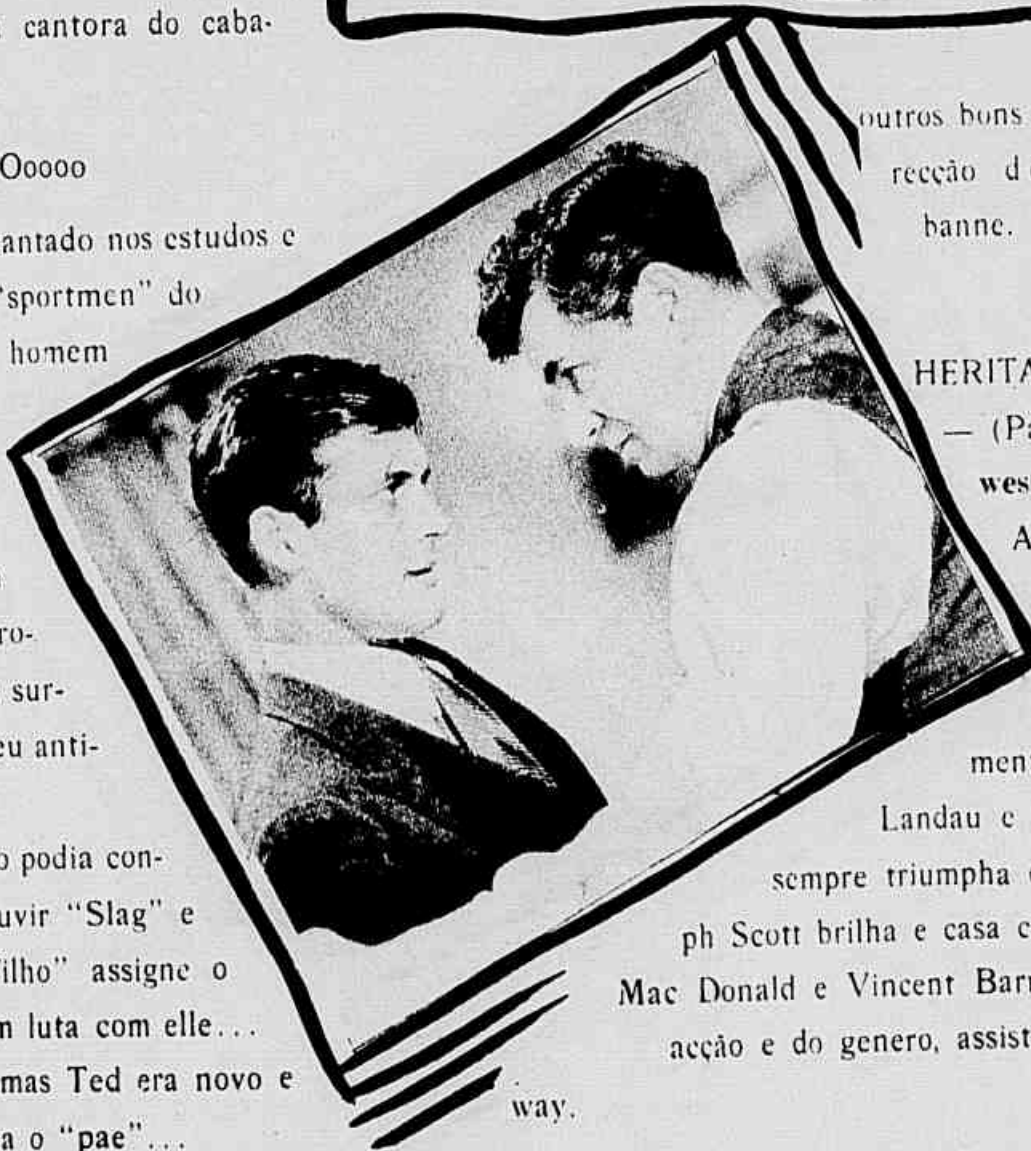 cantora do caba-
Ooooo
antado nos estudos e
"sportmen" do
homem
ro-
sur-
eu anti-
o podia con-
uvir "Slag" e
ilho" assigne o
m luta com elle...
mas Ted era novo e
a o "pae"...
outros bons
recção d
banne.
HERITA
— (Pa
wes
A
men
Landau e
sempre triumpha
ph Scott brilha e casa c
Mac Donald e Vincent Barr
acção e do genero, assist
way.